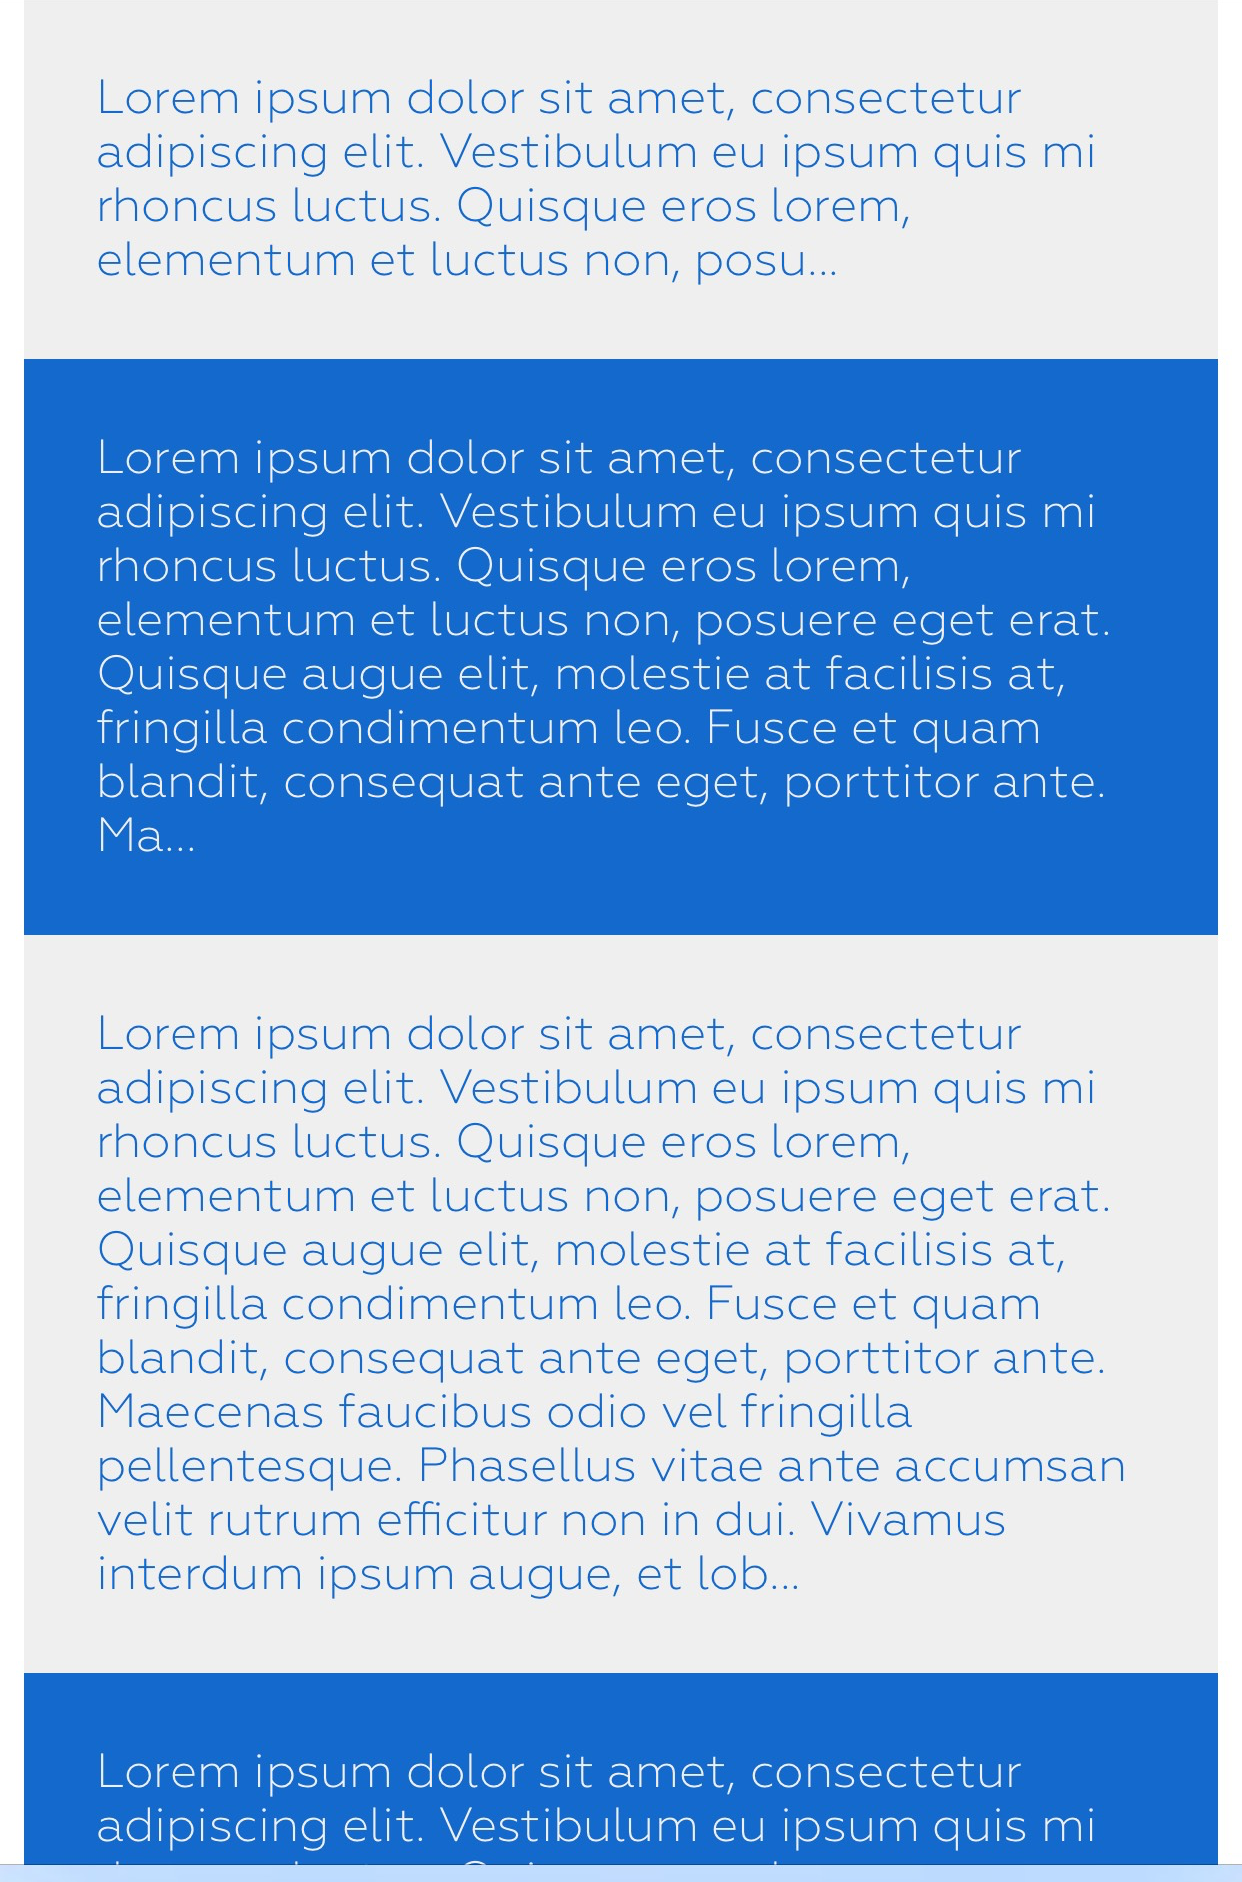 Lorem ipsum dolor sit amet, consectetur
adipiscing elit. Vestibulum eu ipsum quis mi
rhoncus luctus. Quisque eros lorem,
elementum et luctus non, posu...
Lorem ipsum dolor sit amet, consectetur
adipiscing elit. Vestibulum eu ipsum quis mi
rhoncus luctus. Quisque eros lorem,
elementum et luctus non, posuere eget erat.
Quisque augue elit, molestie at facilisis at,
fringilla condimentum leo. Fusce et quam
blandit, consequat ante eget, porttitor ante.
Ma...
Lorem ipsum dolor sit amet, consectetur
adipiscing elit. Vestibulum eu ipsum quis mi
rhoncus luctus. Quisque eros lorem,
elementum et luctus non, posuere eget erat.
Quisque augue elit, molestie at facilisis at,
fringilla condimentum leo. Fusce et quam
blandit, consequat ante eget, porttitor ante.
Maecenas faucibus odio vel fringilla
pellentesque. Phasellus vitae ante accumsan
velit rutrum efficitur non in dui. Vivamus
interdum ipsum augue, et lob...
Lorem ipsum dolor sit amet, consectetur
adipiscing elit. Vestibulum eu ipsum quis mi